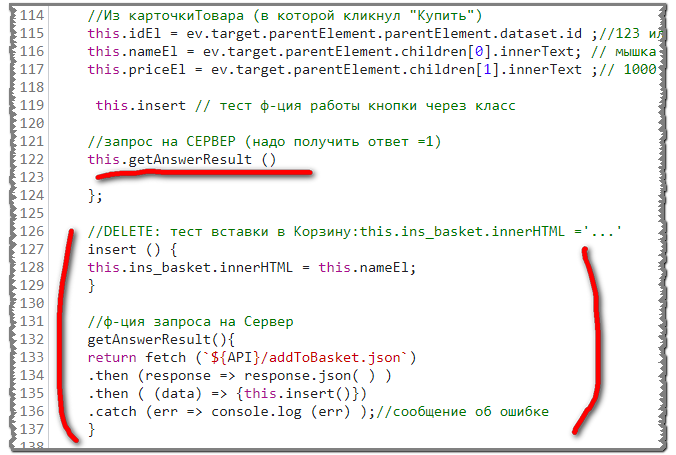 114 //Из карточкиТовара (в которой кликнул "Купить")
115 this.idEl = ev.target.parentElement.parentElement.dataset.id ;//123 ил
116 this.nameEl = ev.target.parentElement.children[0].innerText; // мышка
117 this.priceEl = ev.target.parentElement.children[1].innerText ;// 1000
118
119 this.insert // тест ф-ция работы кнопки через класс
120
121 //запрос на СЕРВЕР (надо получить ответ =1)
122 this.getAnswerResult ()
123
124 };
125
126 //DELETE: тест вставки в Корзину:this.ins_basket.innerHTML ='...'
127 insert () {
128 this.ins_basket.innerHTML = this.nameEl;
129 }
130
131 //ф-ция запроса на Сервер
132 getAnswerResult(){
133 return fetch (`${API}/addToBasket.json`)
134 .then (response => response.json( ) )
135 .then ( (data) => {this.insert()})
136 .catch (err => console.log (err) );//сообщение об ошибке
137 }
138